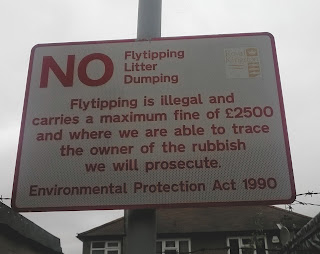 NO
Flytipping
Litter
Dumping
Flytipping is illegal and
carries a maximum fine of £2500
and where we are able to trace
the owner of the rubbish
we will prosecute.
Environmental Protection Act 1990